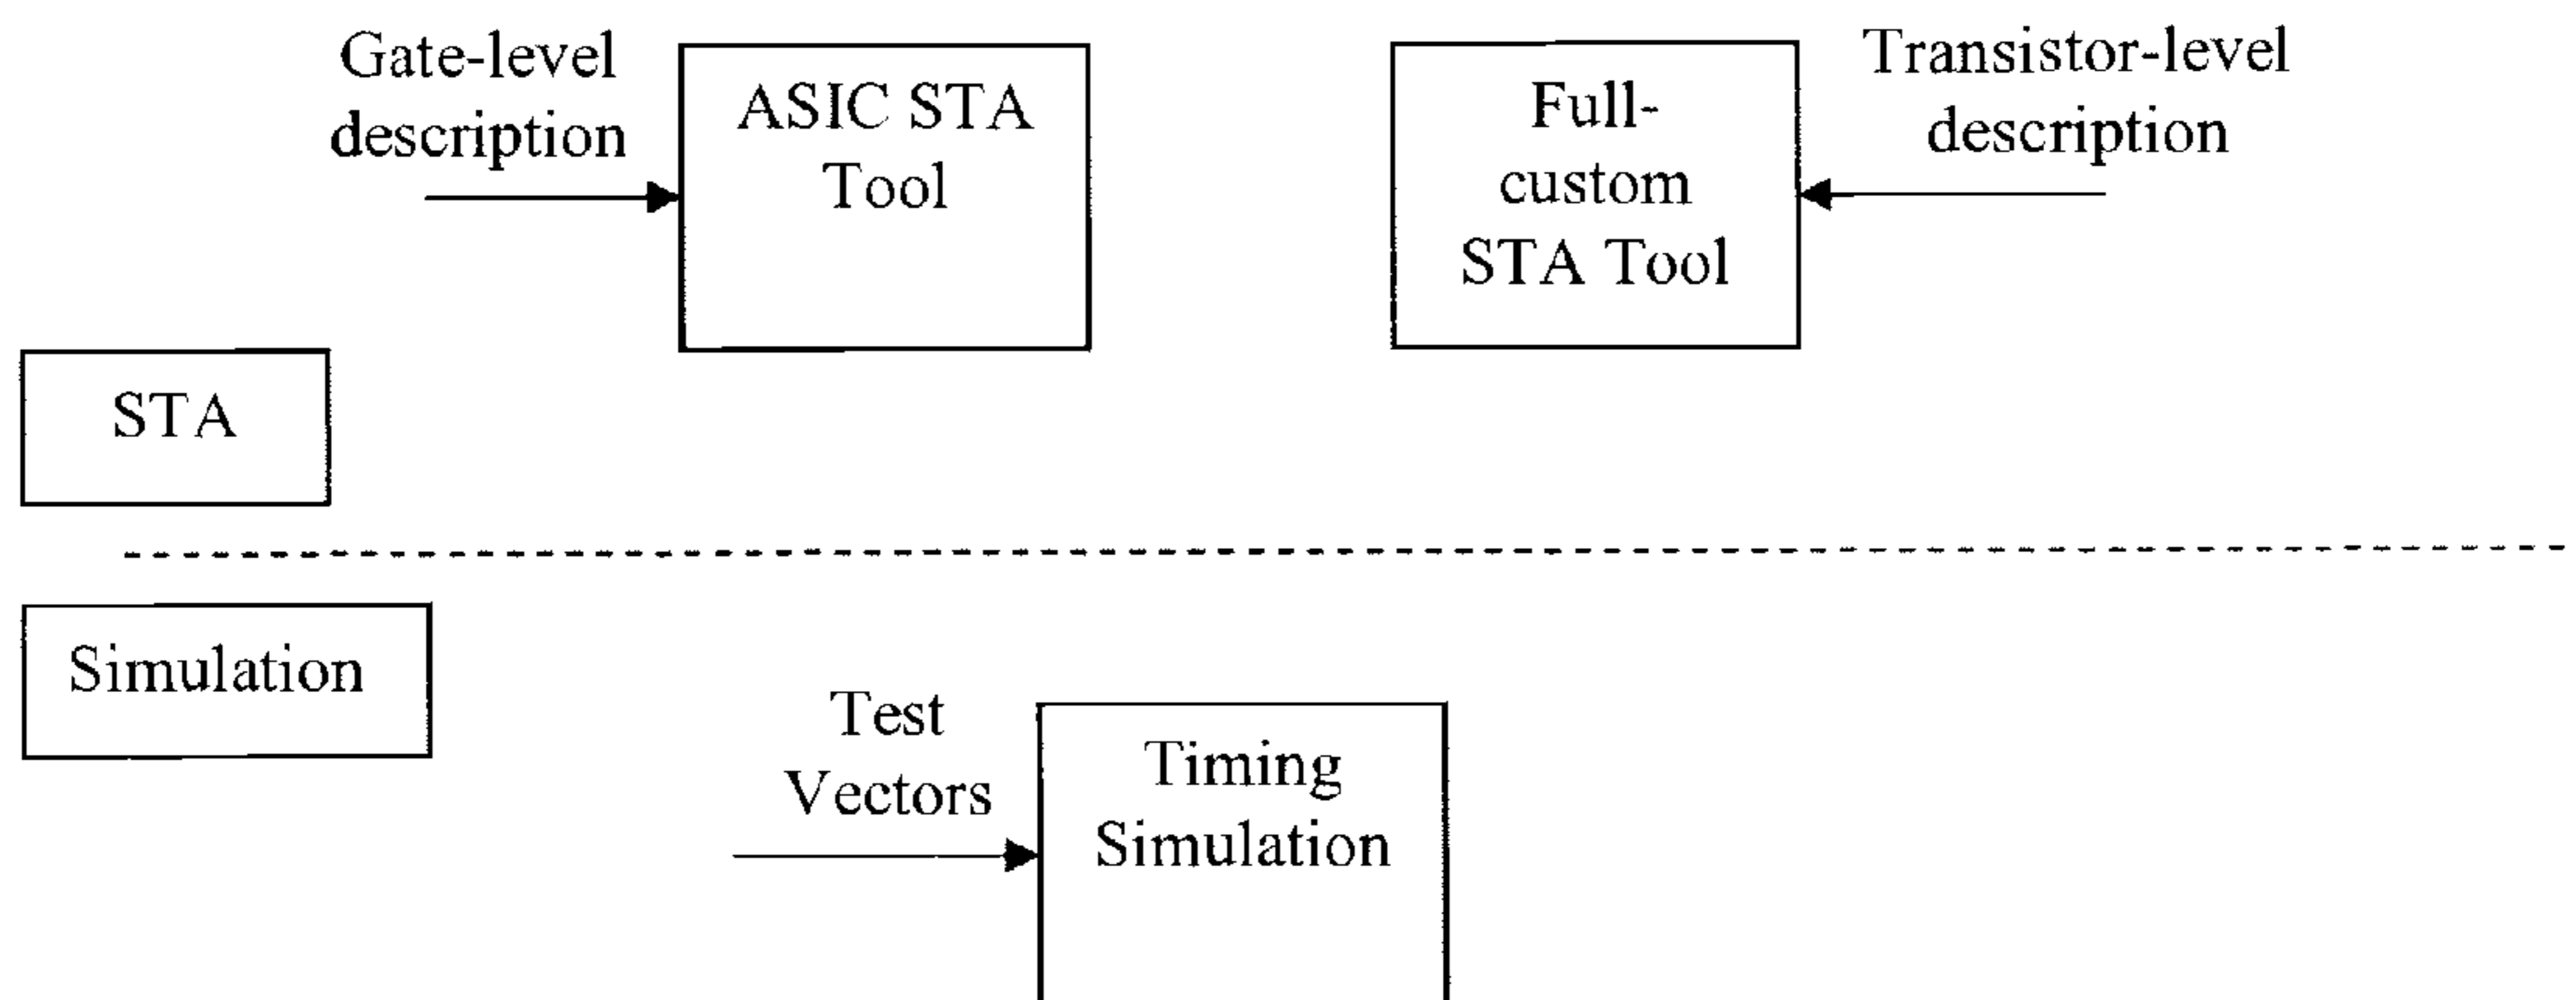 Gate-level
description
ASIC STA
Tool
Full-
custom
STA Tool
Transistor-level
description
STA
Simulation
Test
Vectors
Timing
Simulation